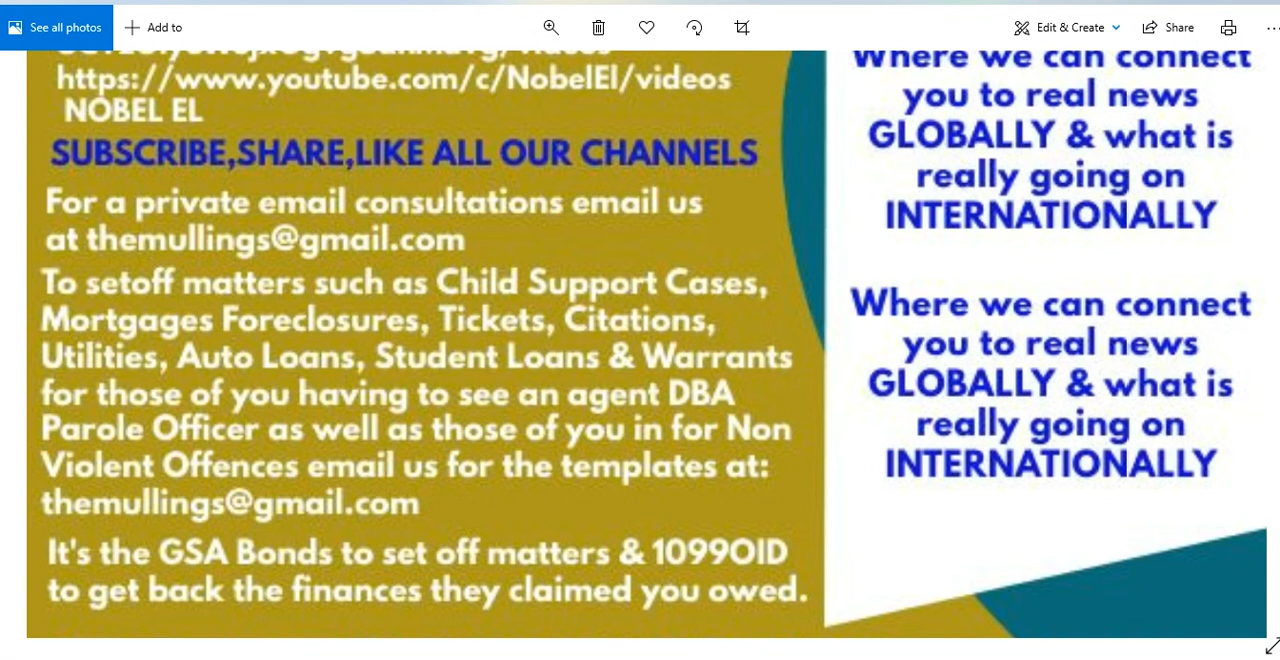 See all photos
Add to
Edit & Create
Share
https://www.youtube.com/c/NobelEl/videos
NOBEL EL
SUBSCRIBE,SHARE,LIKE ALL OUR CHANNELS
For a private email consultations email us
at themullings@gmail.com
To setoff matters such as Child Support Cases,
Mortgages Foreclosures, Tickets, Citations,
Utilities, Auto Loans, Student Loans & Warrants
for those of you having to see an agent DBA
Parole Officer as well as those of you in for Non
Violent Offences email us for the templates at:
themullings@gmail.com
It's the GSA Bonds to set off matters & 1099OID
to get back the finances they claimed you owed.
Where we can connect
you to real news
GLOBALLY & what is
really going on
INTERNATIONALLY
Where we can connect
you to real news
GLOBALLY & what is
really going on
INTERNATIONALLY